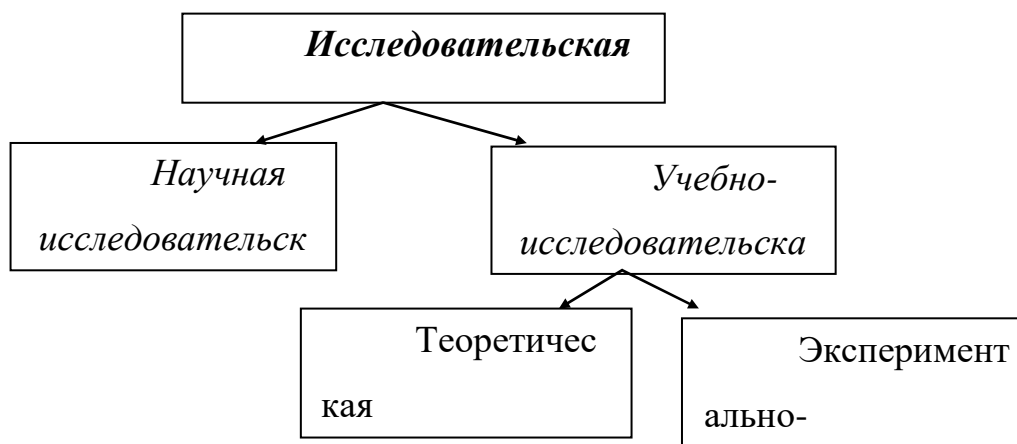 Исследовательская
Научная
исследовательск
Учебно-
исследовательска
Теоретичес
кая
Эксперимент
ально-